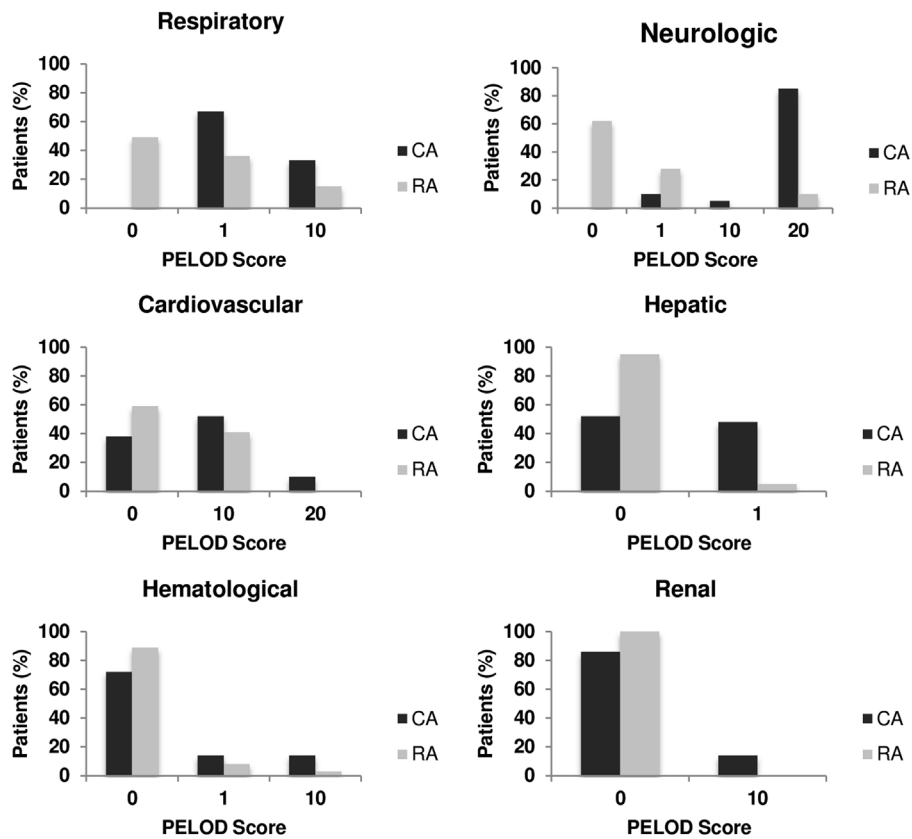 Respiratory
100
80
60
40
20
0
Patients (%)
0 1 10
PELOD Score
CA
RA
Neurologic
100
80
60
40
20
0
Patients (%)
0 1 10 20
PELOD Score
CA
RA
Cardiovascular
100
80
60
40
20
0
Patients (%)
0 10 20
PELOD Score
CA
RA
Hepatic
100
80
60
40
20
0
Patients (%)
0 1
PELOD Score
CA
RA
Hematological
100
80
60
40
20
0
Patients (%)
0 1 10
PELOD Score
CA
RA
Renal
100
80
60
40
20
0
Patients (%)
0 10
PELOD Score
CA
RA